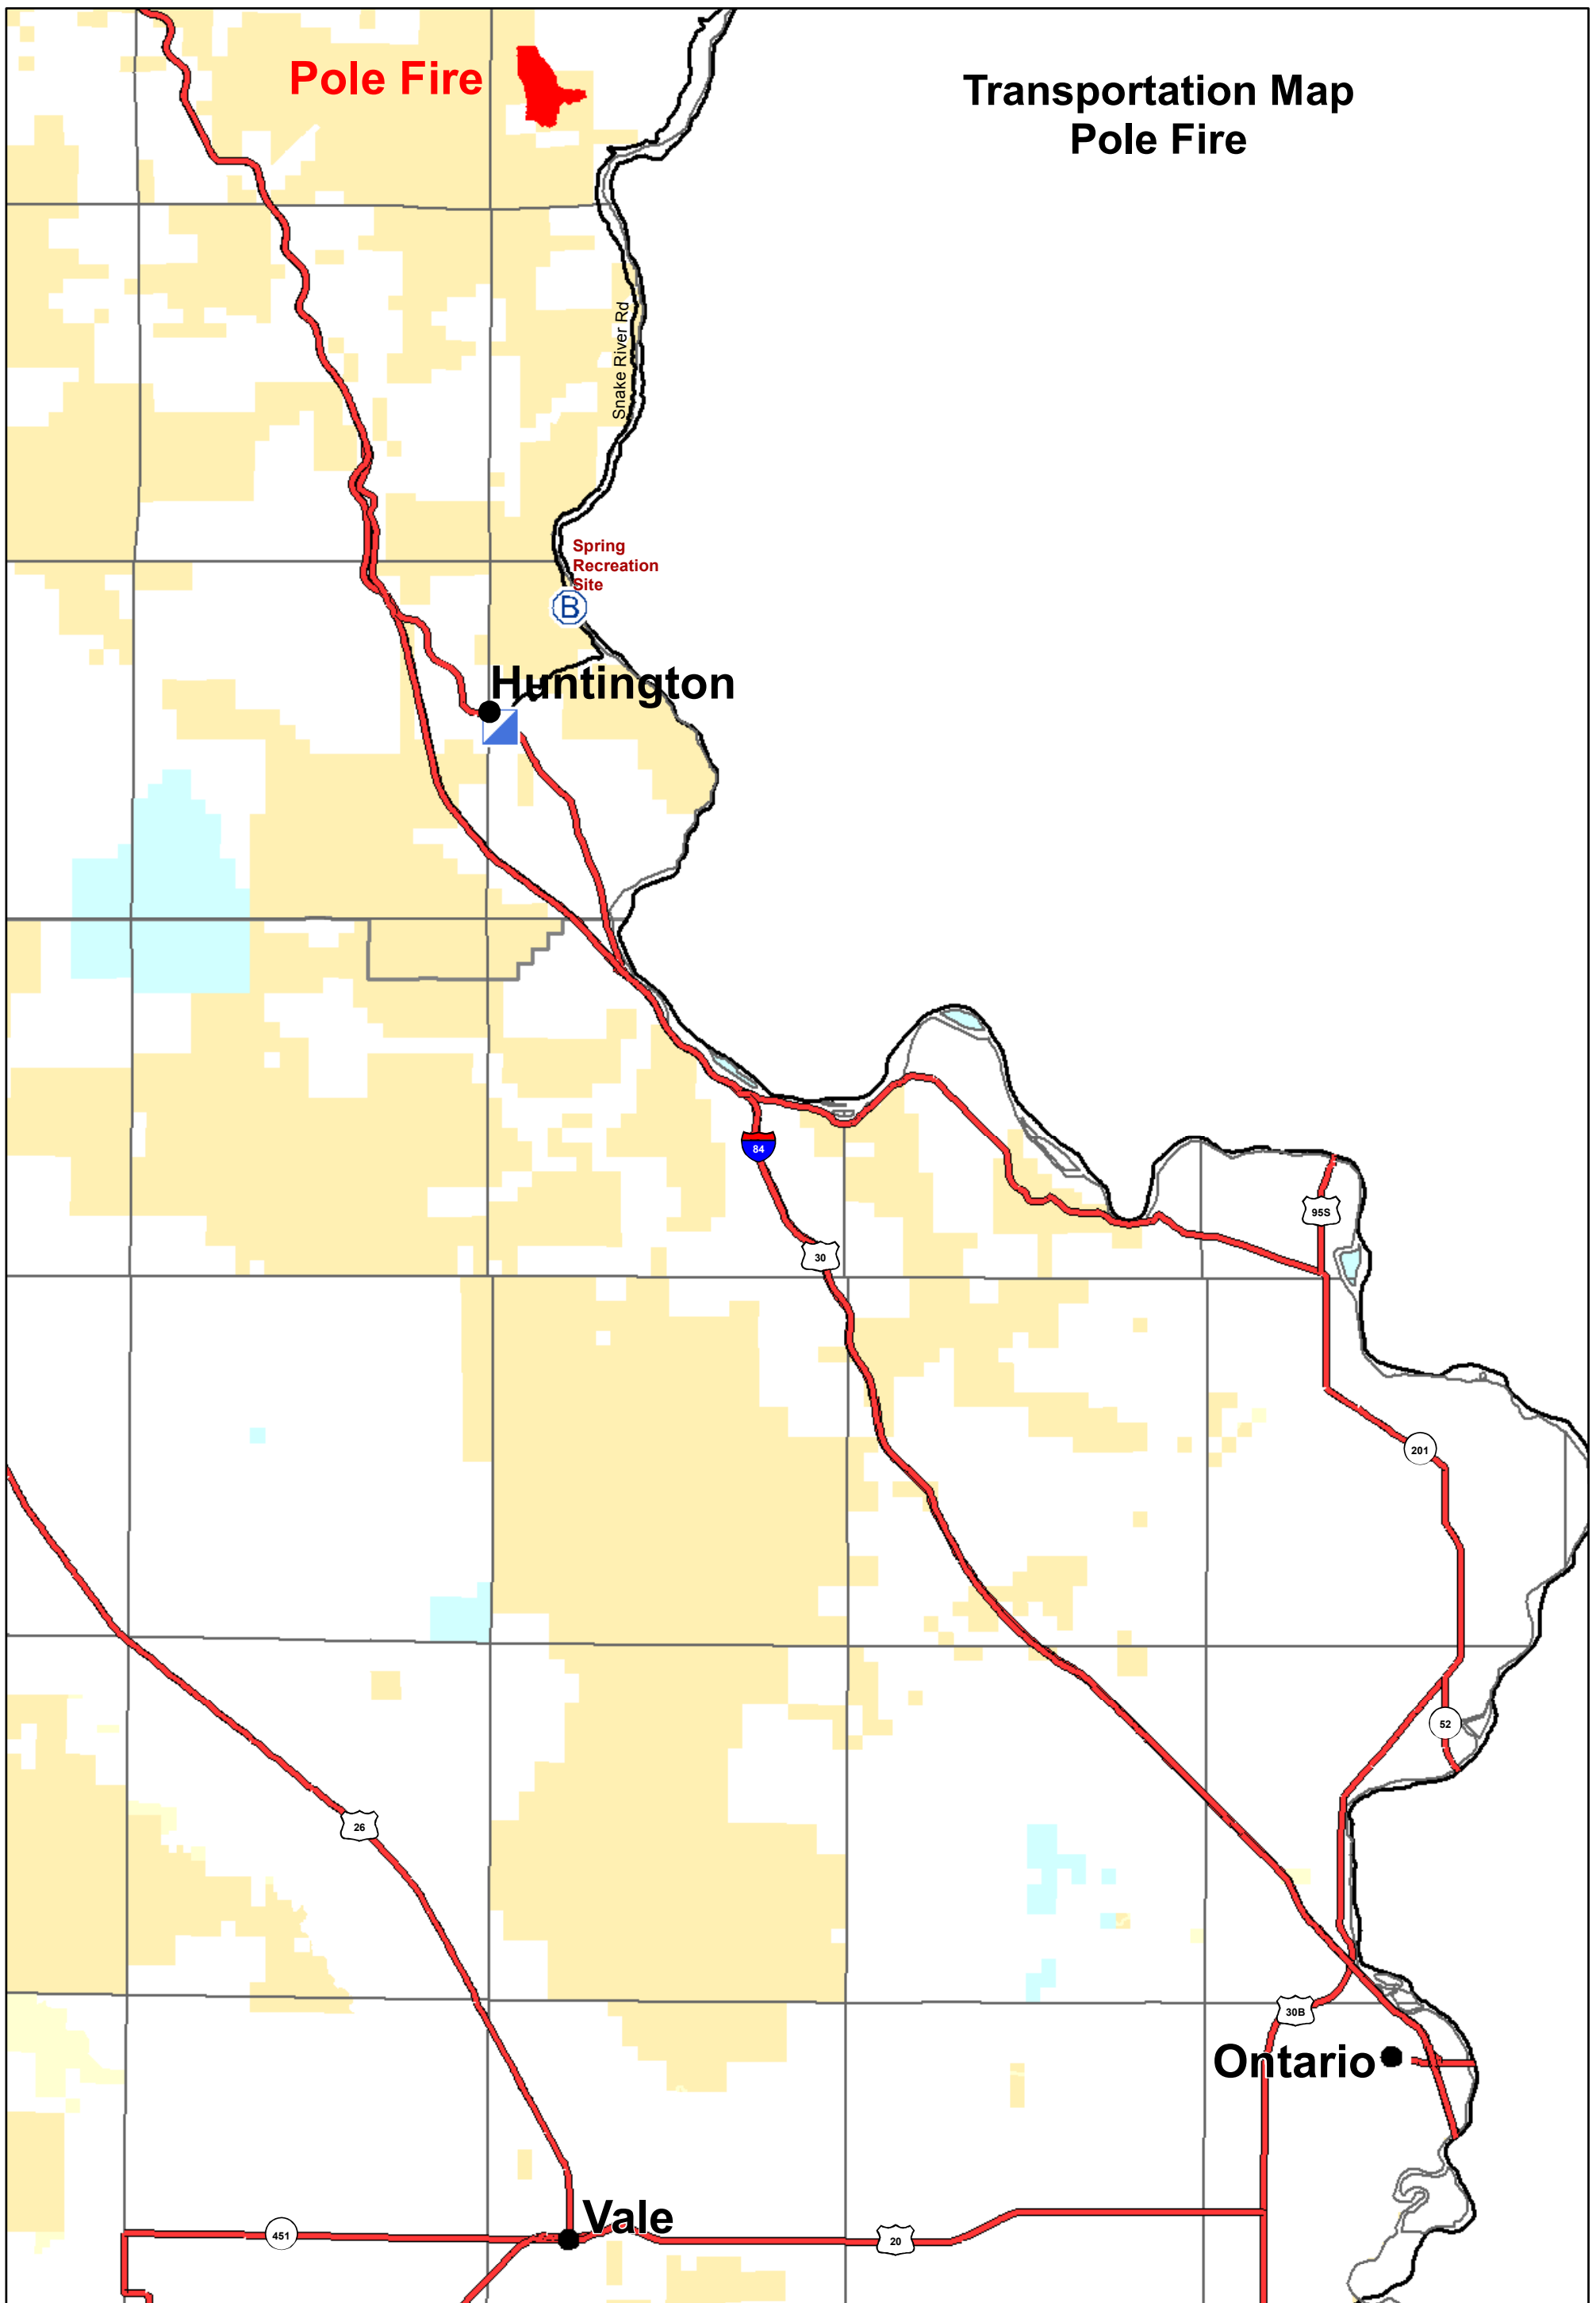 Pole Fire
Transportation Map
Pole Fire
Snake River Rd
Spring
Recreation
Site
B
Huntington
84
30
95S
201
52
26
30B
Ontario
Vale
451
20